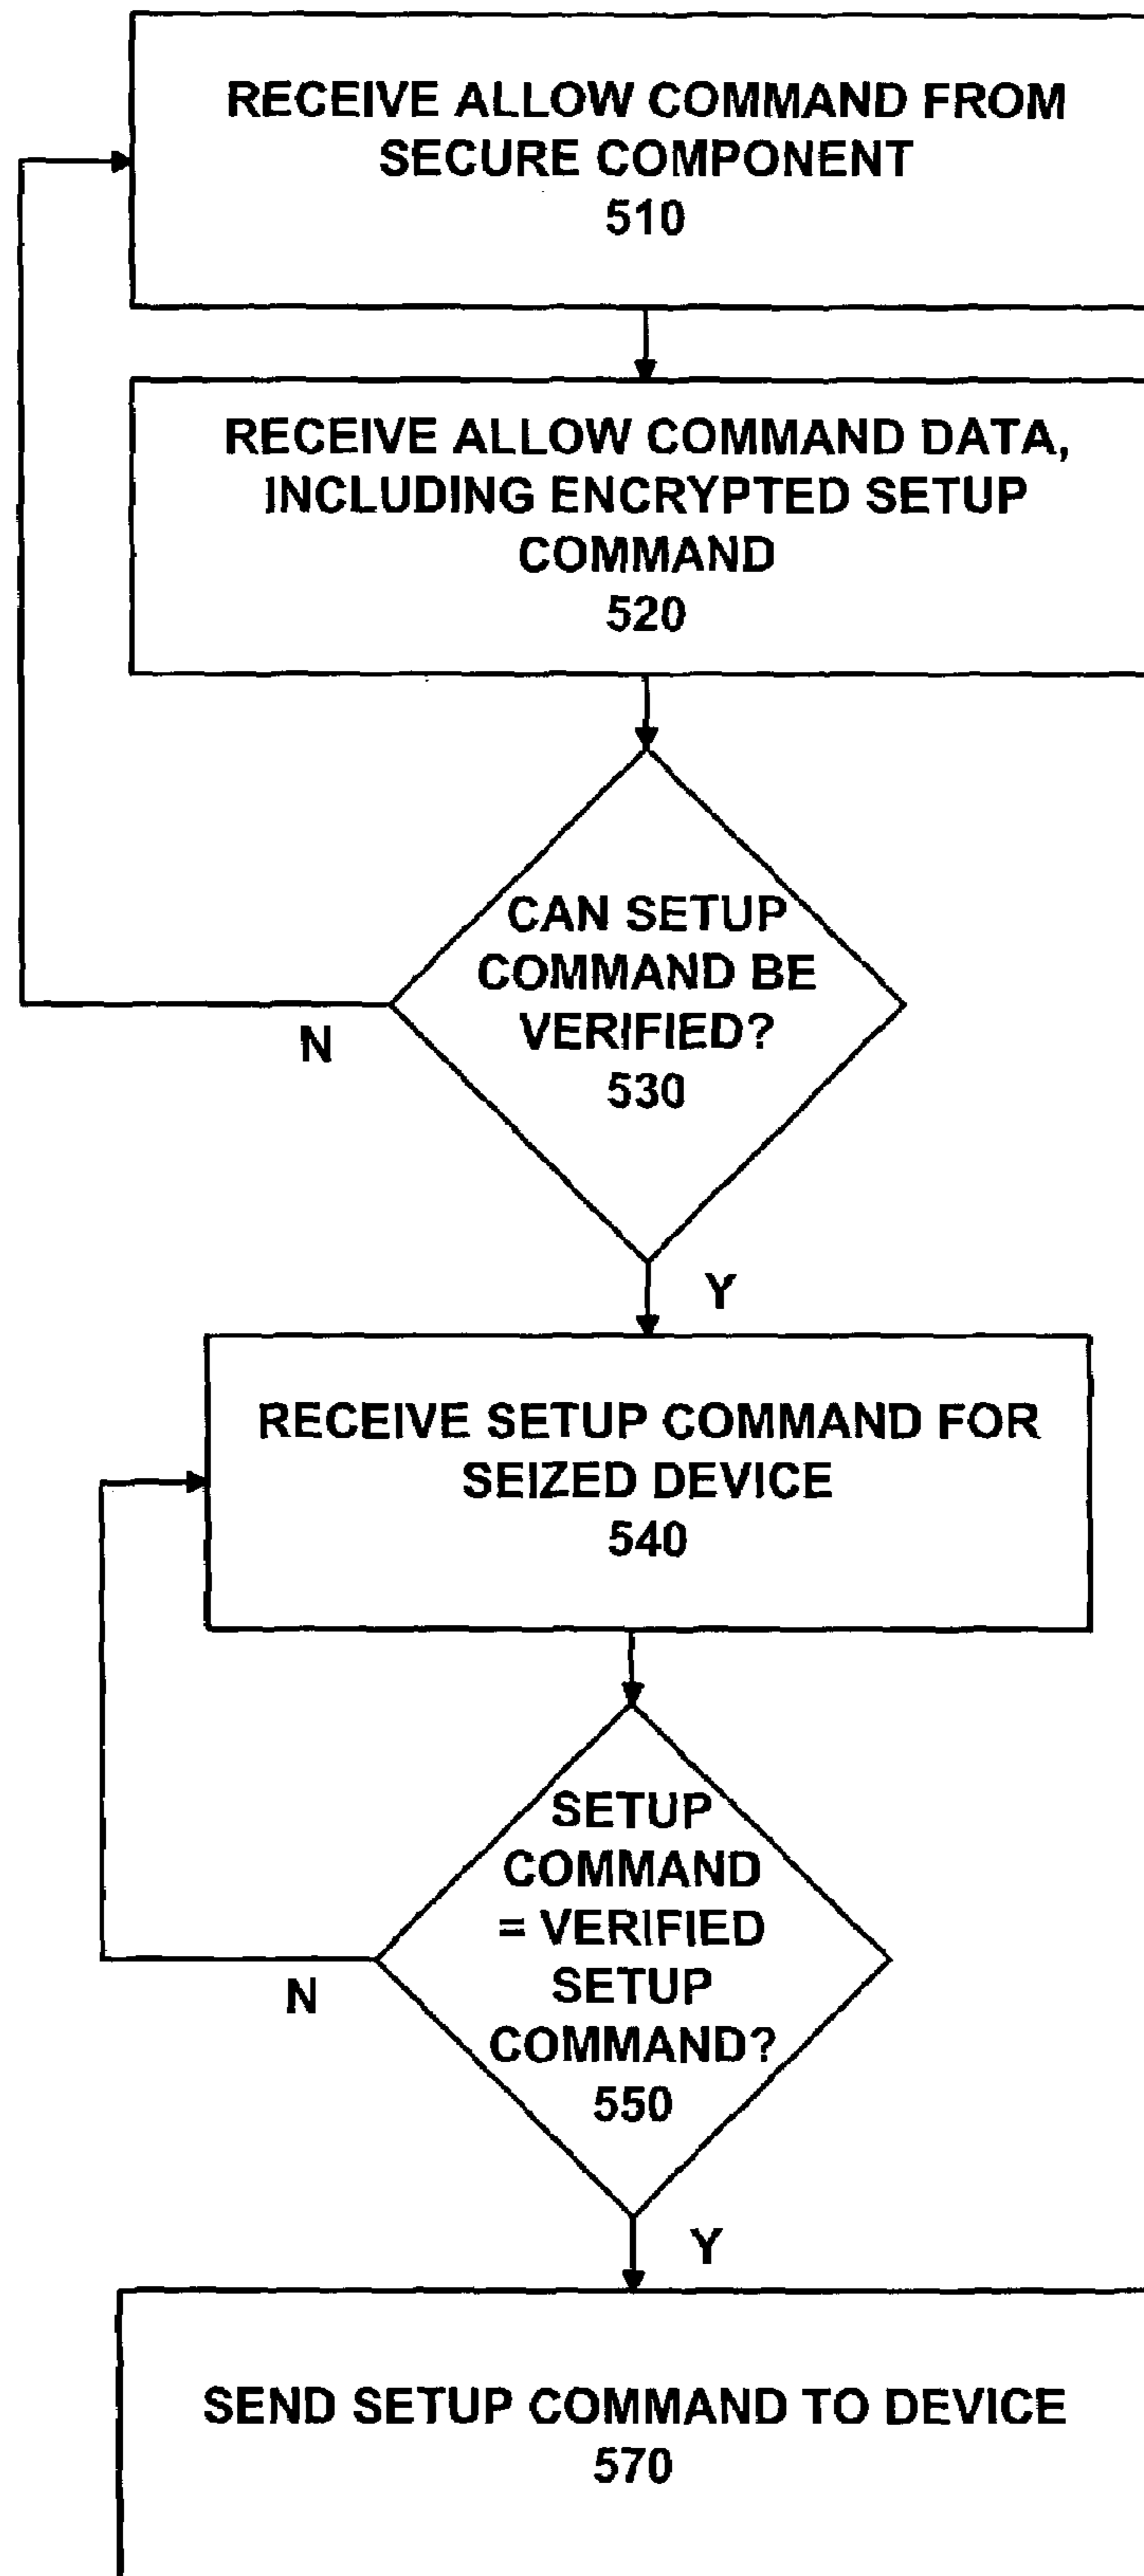 RECEIVE ALLOW COMMAND FROM
SECURE COMPONENT
510
RECEIVE ALLOW COMMAND DATA,
INCLUDING ENCRYPTED SETUP
COMMAND
520
CAN SETUP
COMMAND BE
VERIFIED?
530
N
Y
RECEIVE SETUP COMMAND FOR
SEIZED DEVICE
540
SETUP
COMMAND
= VERIFIED
SETUP
COMMAND?
550
N
Y
SEND SETUP COMMAND TO DEVICE
570